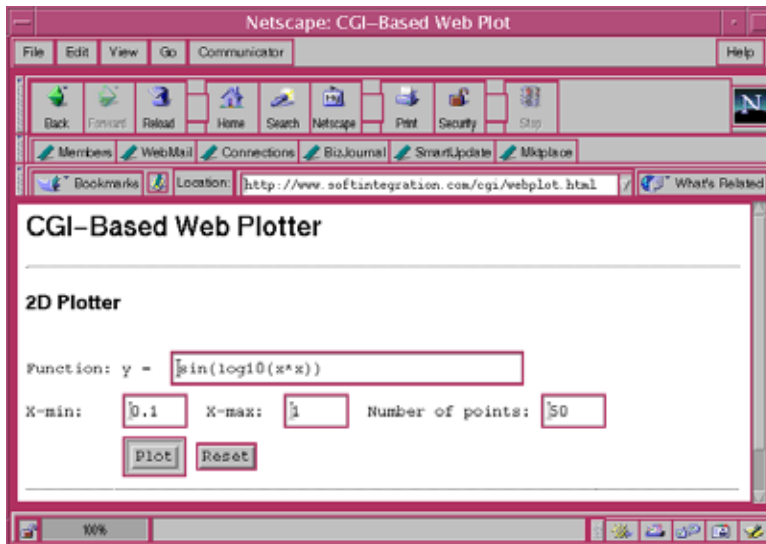 Netscape: CGI-Based Web Plot
File Edit View Go Communicator Help
Back Forward Reload Home Search Netscape Print Security Stop
N
Members WebMail Connections BizJournal SmartUpdate Mktplace
Bookmarks Location: http://www.softintegration.com/cgi/webplot.html What's Related
CGI-Based Web Plotter
2D Plotter
Function: y = sin(log10(x*x))
X-min: 0.1 X-max: 1 Number of points: 50
Plot Reset
100%